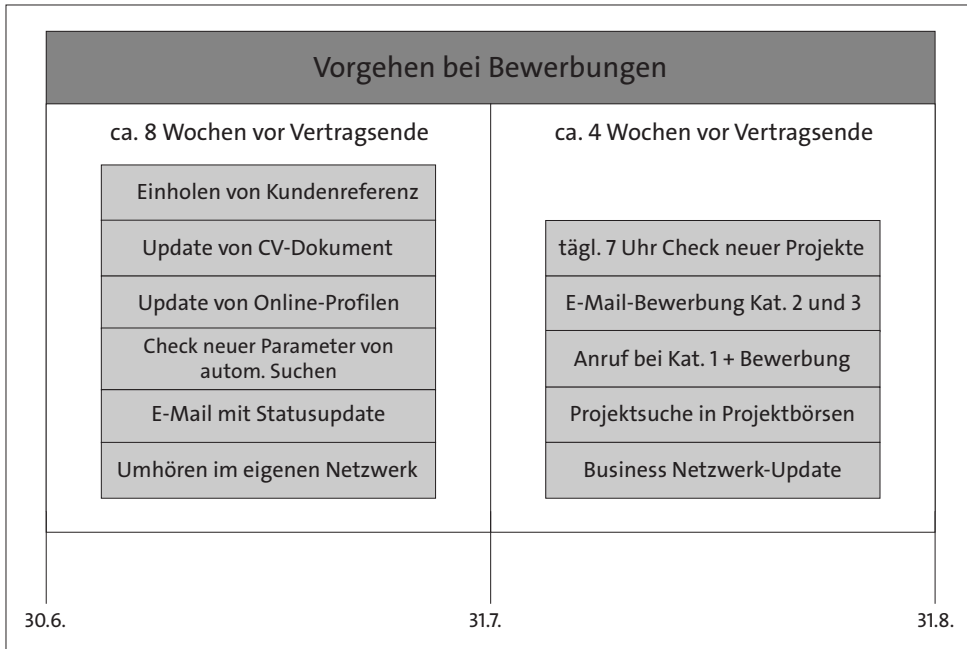 Vorgehen bei Bewerbungen
ca. 8 Wochen vor Vertragsende
Einholen von Kundenreferenz
Update von CV-Dokument
Update von Online-Profilen
Check neuer Parameter von
autom. Suchen
E-Mail mit Statusupdate
Umhören im eigenen Netzwerk
ca. 4 Wochen vor Vertragsende
tägl. 7 Uhr Check neuer Projekte
E-Mail-Bewerbung Kat. 2 und 3
Anruf bei Kat. 1 + Bewerbung
Projektsuche in Projektbörsen
Business Netzwerk-Update
30.6.
31.7.
31.8.